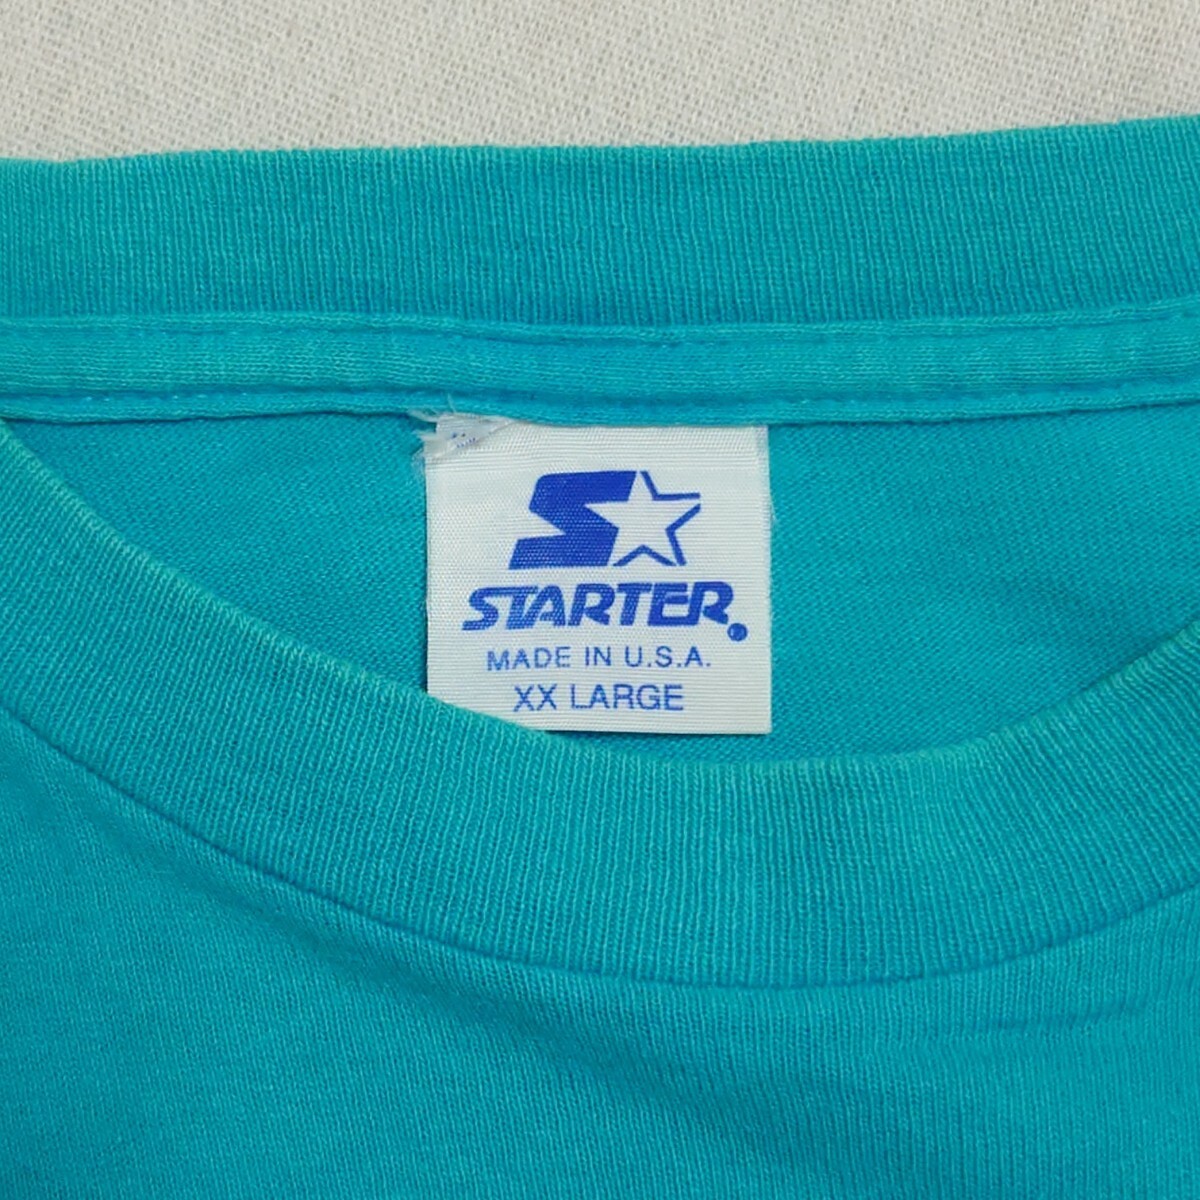 STARTER®
MADE IN U.S.A.
XX LARGE